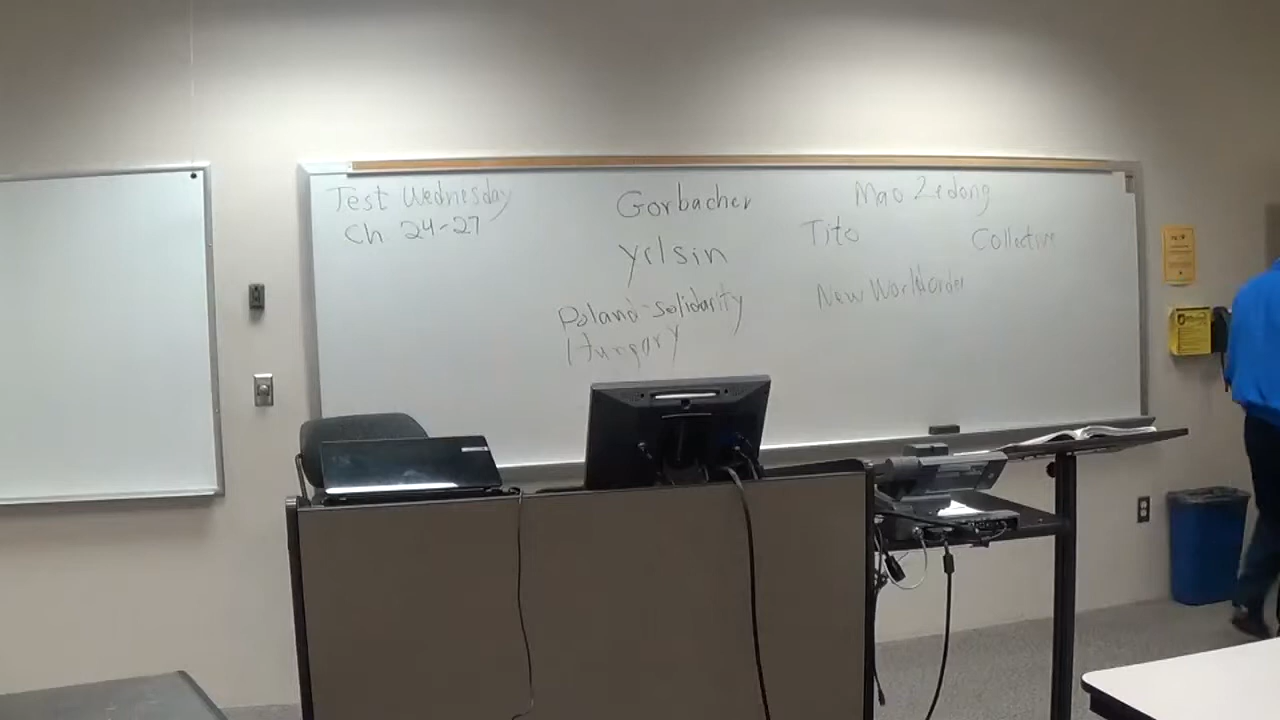 Test Wednesday
Ch 24-27
Gorbachev
Yelsin
Poland-Solidarity
Hungary
Mao Zedong
Tito
Collective
New World order